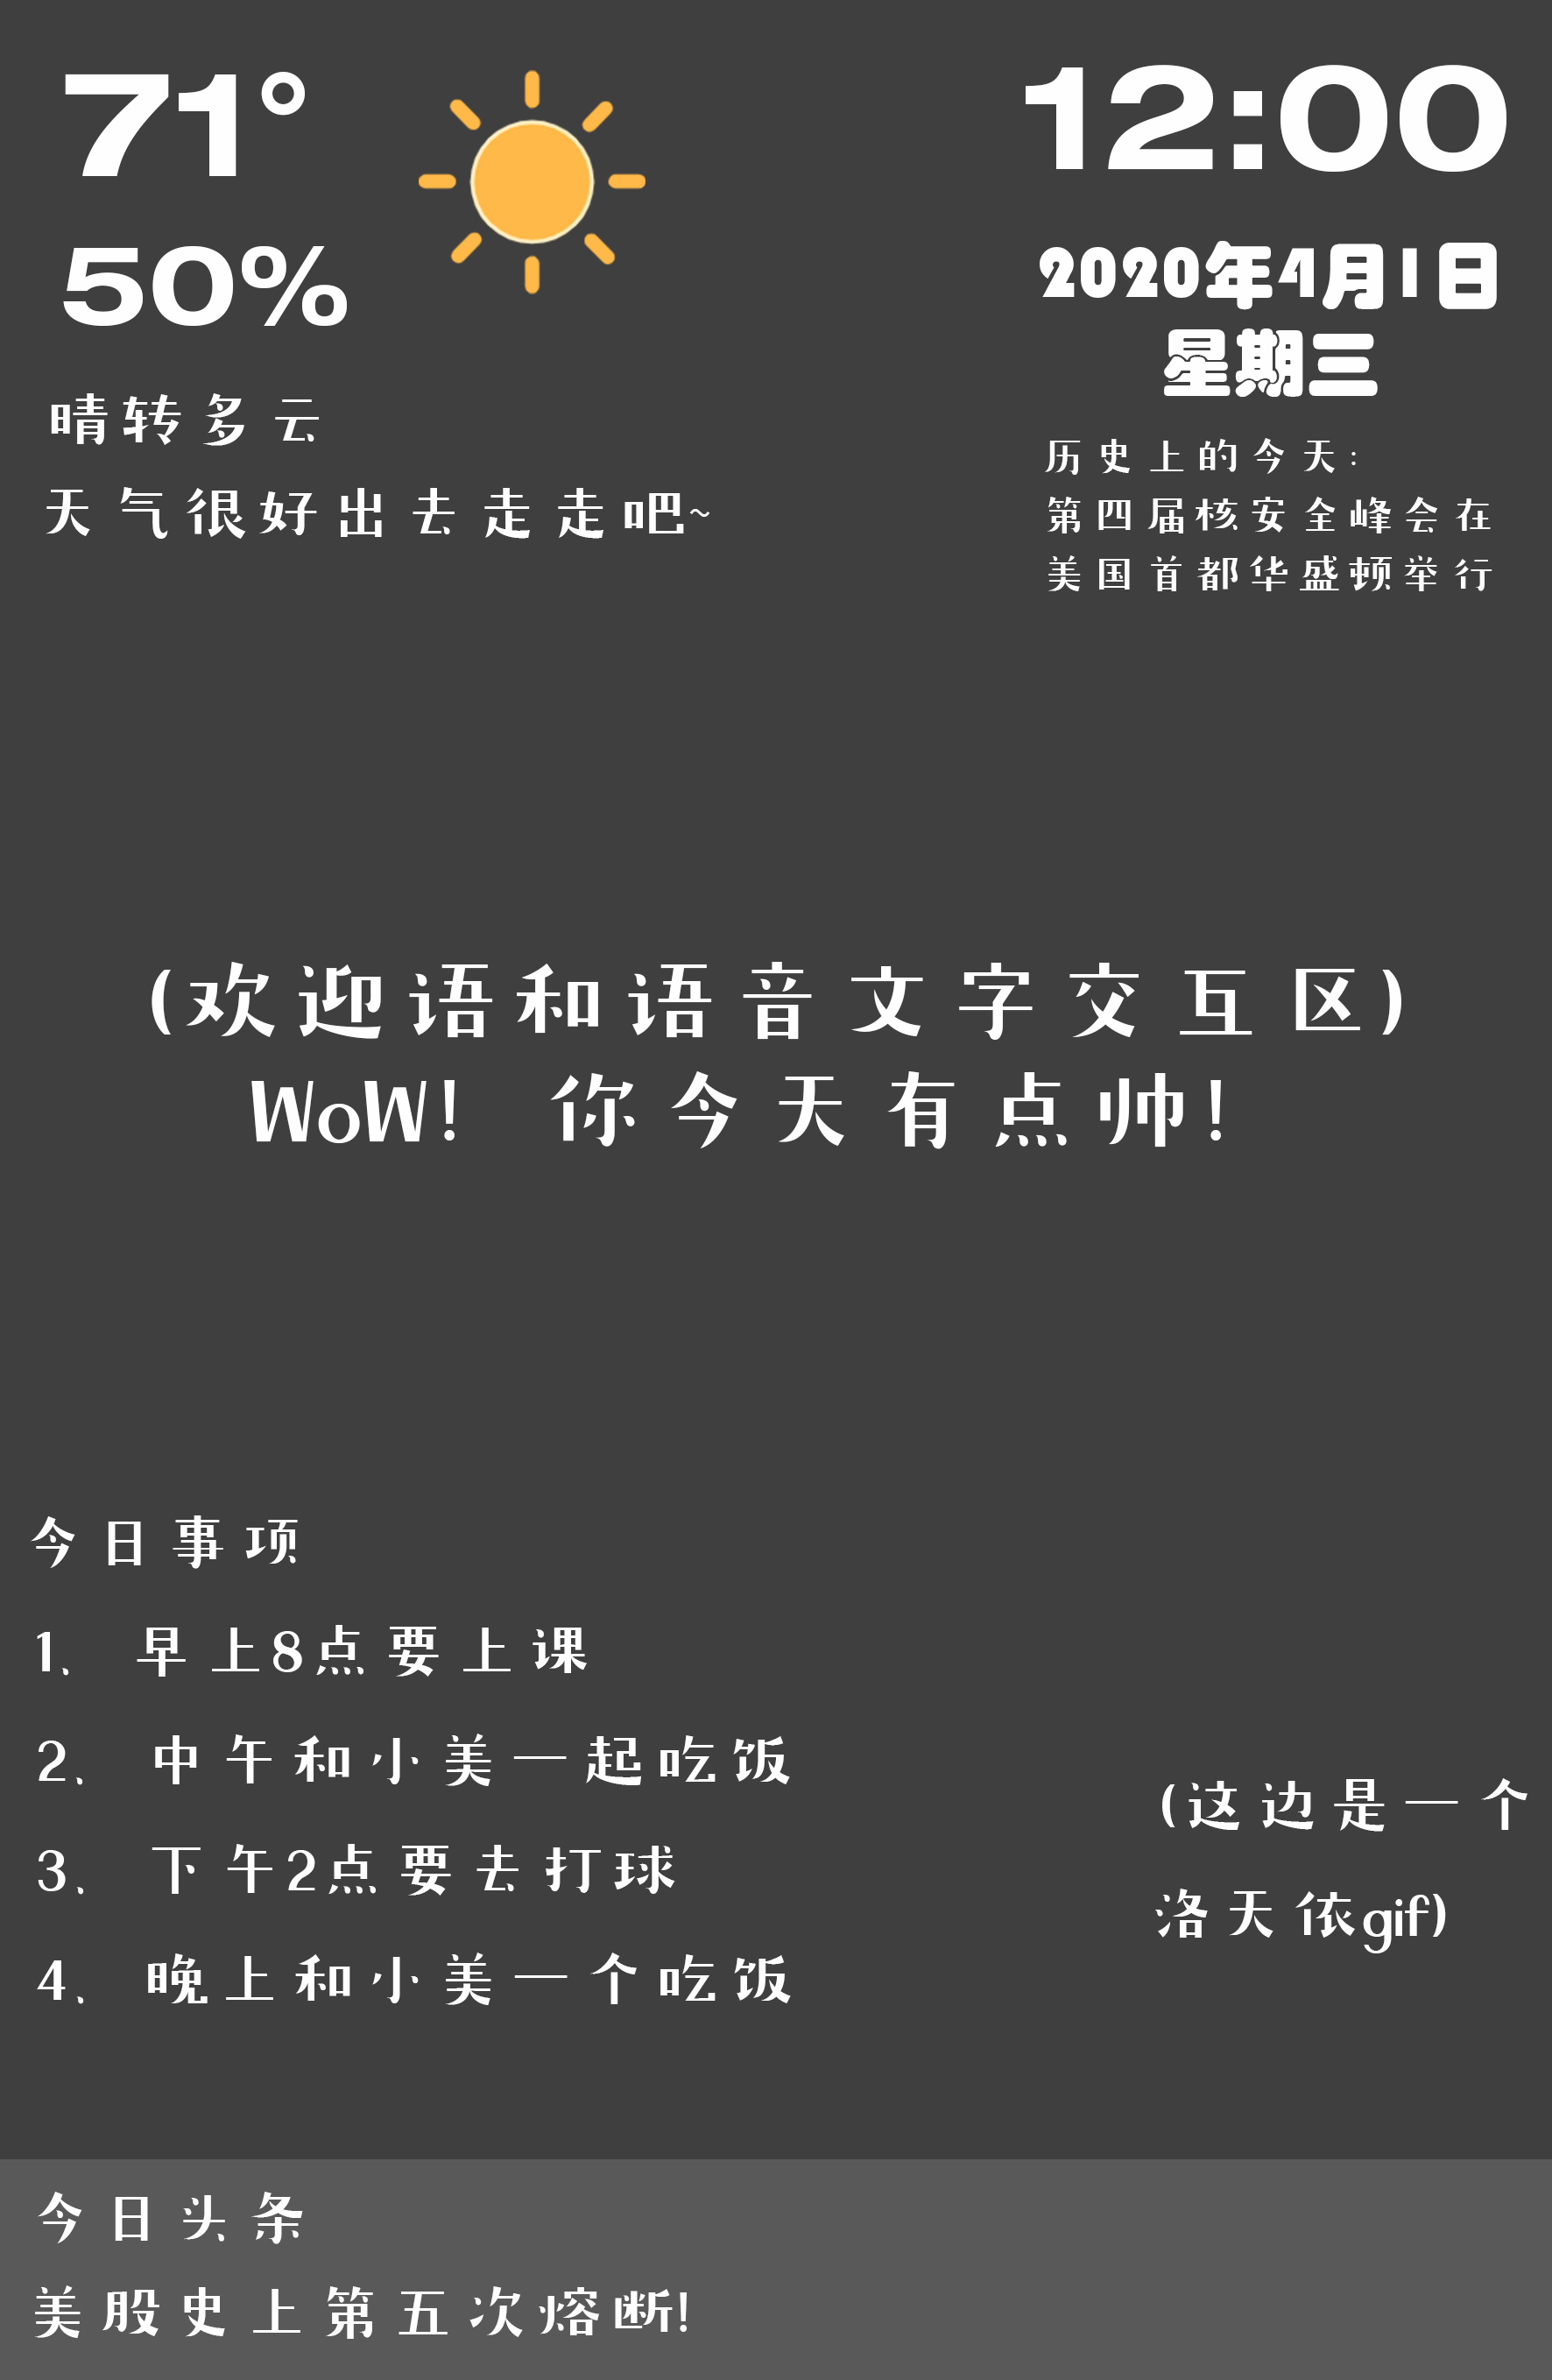 71°
50%
晴转多云
天气很好出去走走吧~
12:00
2020年1月1日
星期三
历史上的今天：
第四届核安全峰会在
美国首都华盛顿举行
(欢迎语和语音文字交互区)
WoW! 你今天有点帅!
今日事项
1、 早上8点要上课
2、 中午和小美一起吃饭
3、 下午2点要去打球
4、 晚上和小美一个吃饭
(这边是一个
洛天依gif)
今日头条
美股史上第五次熔断!